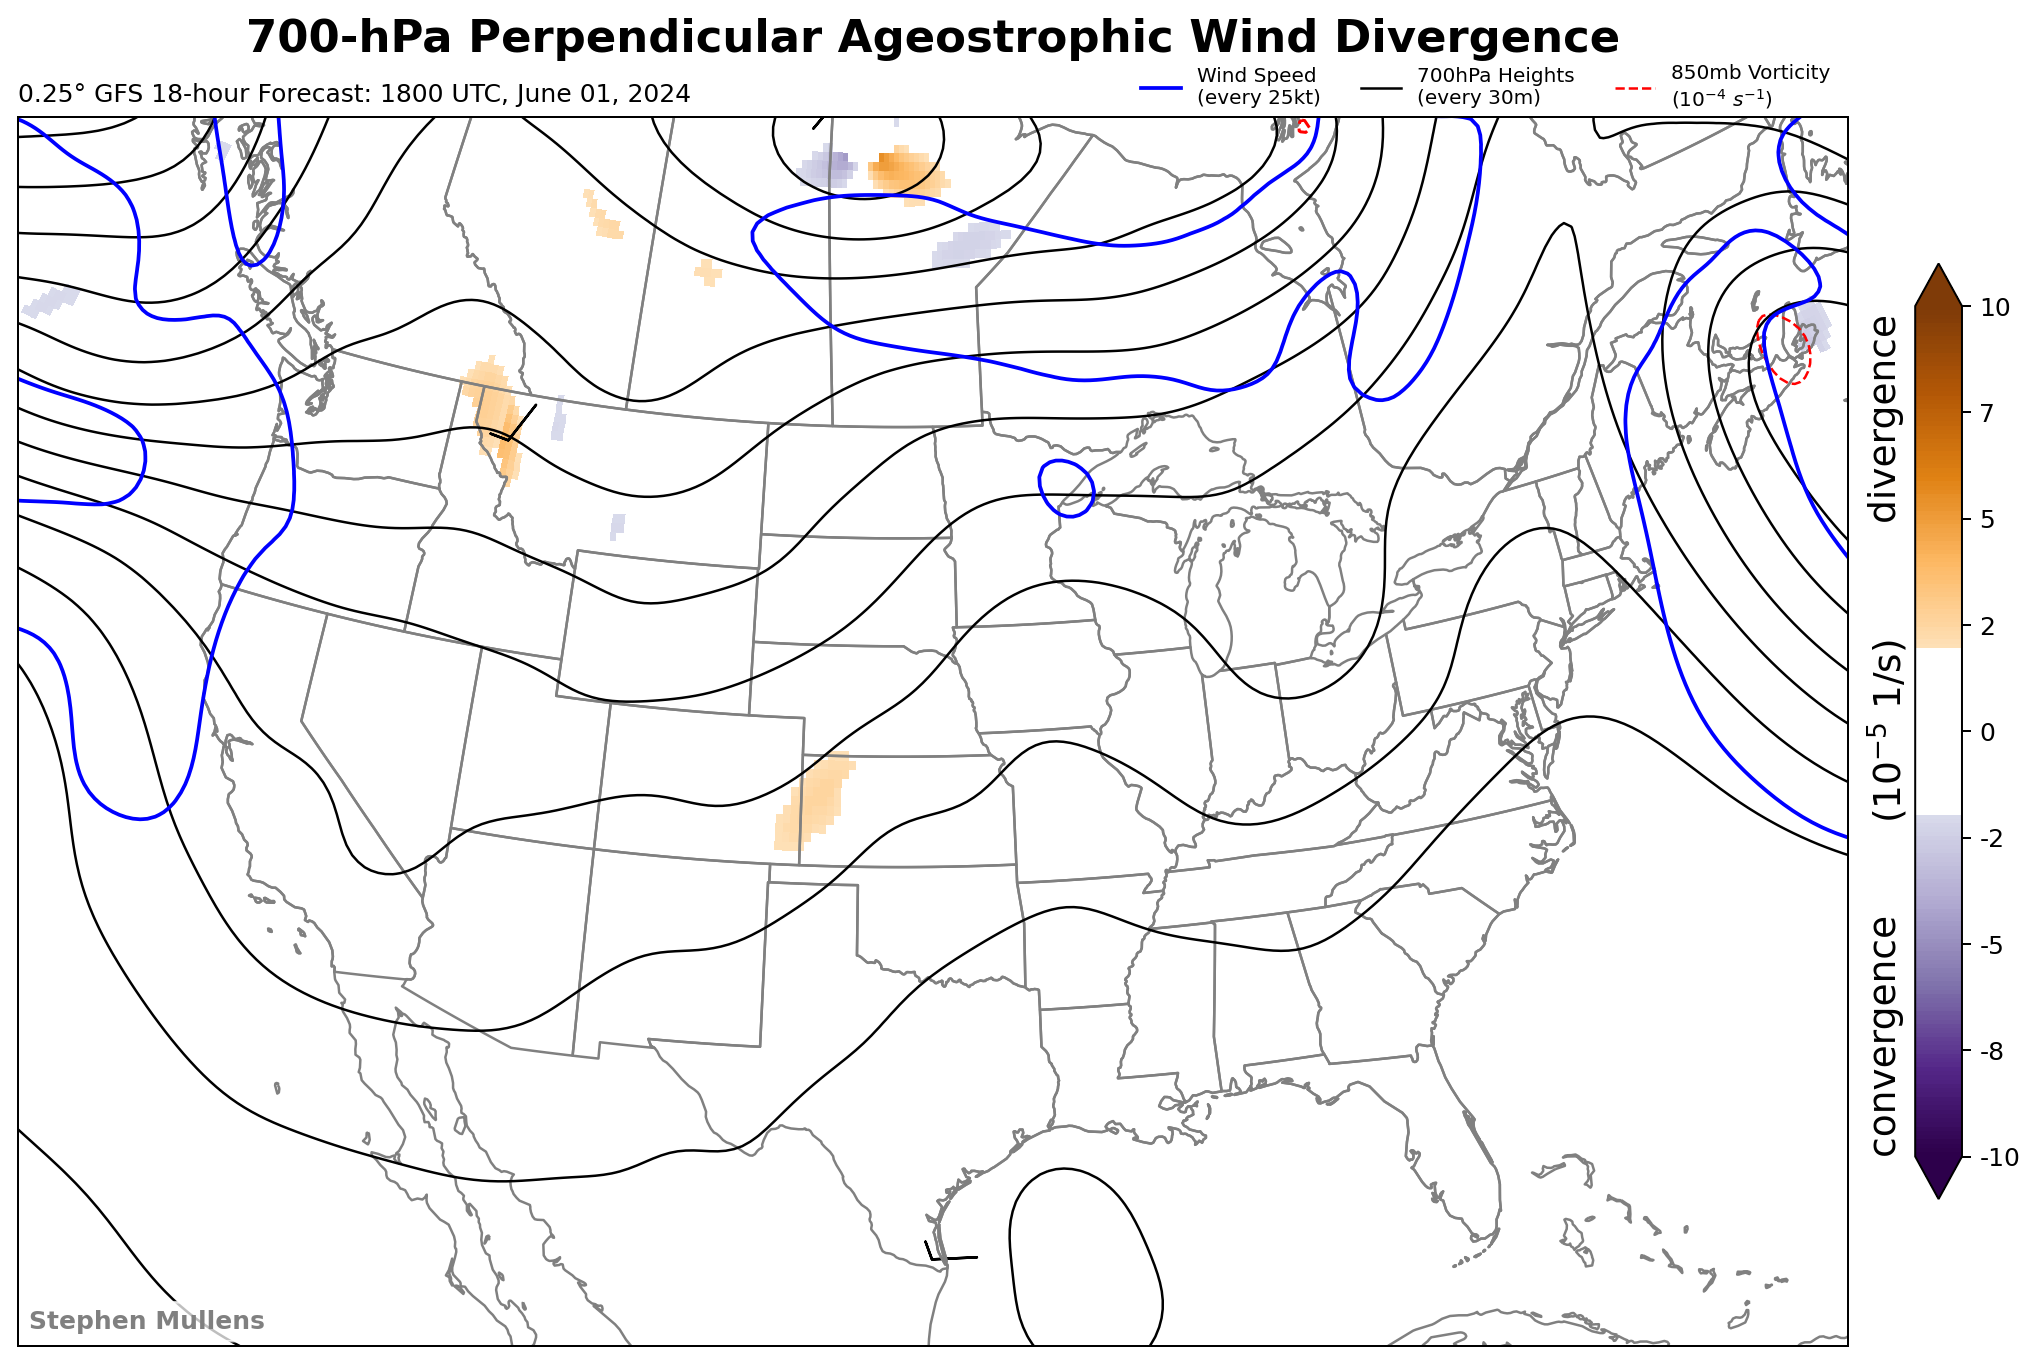 700-hPa Perpendicular Ageostrophic Wind Divergence
0.25° GFS 18-hour Forecast: 1800 UTC, June 01, 2024
Wind Speed
(every 25kt)
700hPa Heights
(every 30m)
850mb Vorticity
(10⁻⁴ s⁻¹)
10
7
5
2
0
-2
-5
-8
-10
convergence (10⁻⁵ 1/s) divergence
Stephen Mullens